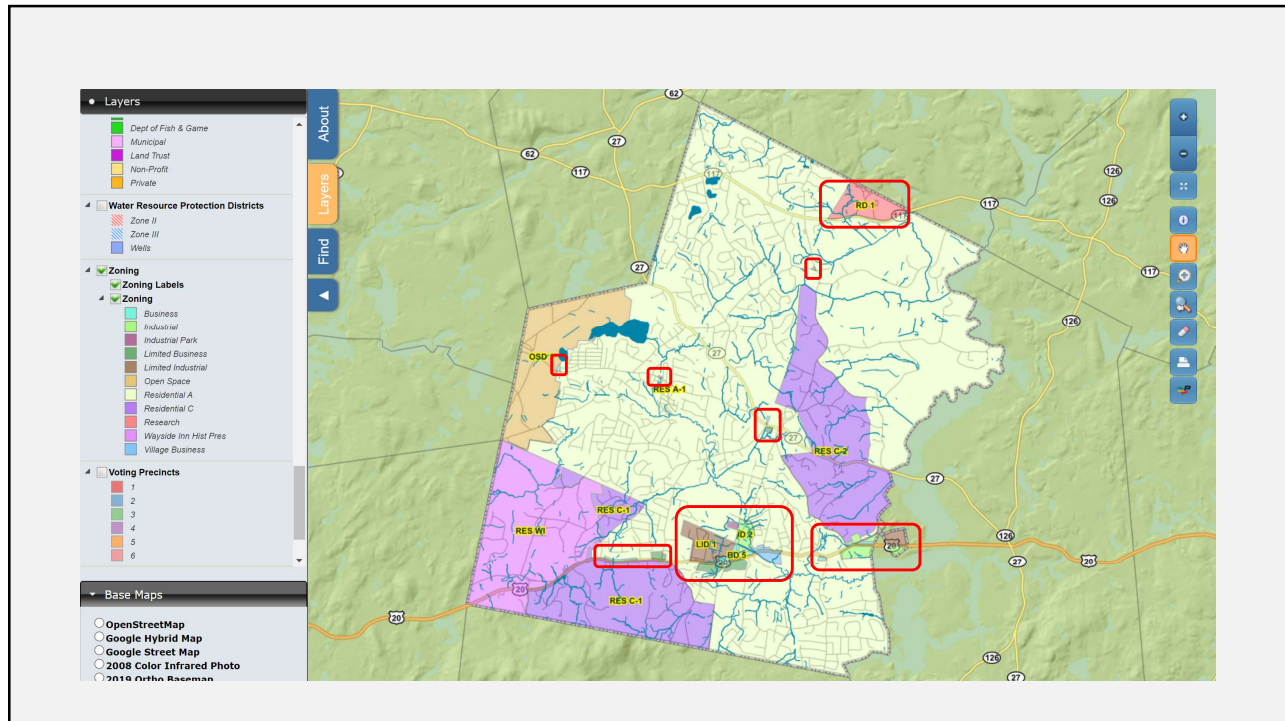 Layers
Dept of Fish & Game
Municipal
Land Trust
Non-Profit
Private
Water Resource Protection Districts
Zone II
Zone III
Wells
Zoning
Zoning Labels
Zoning
Business
Industrial
Industrial Park
Limited Business
Limited Industrial
Open Space
Residential A
Residential C
Research
Wayside Inn Hist Pres
Village Business
Voting Precincts
1
2
3
4
5
6
Base Maps
OpenStreetMap
Google Hybrid Map
Google Street Map
2008 Color Infrared Photo
2019 Ortho Basemap
About
Layers
Find
62
27
62
117
117
RD 1
117
117
126
126
27
117
126
27
OSD
RES A-1
27
RES C-2
27
RES C-1
RES WI
LID 1
ID 2
BD 5
20
20
126
27
20
20
RES C-1
20
126
27